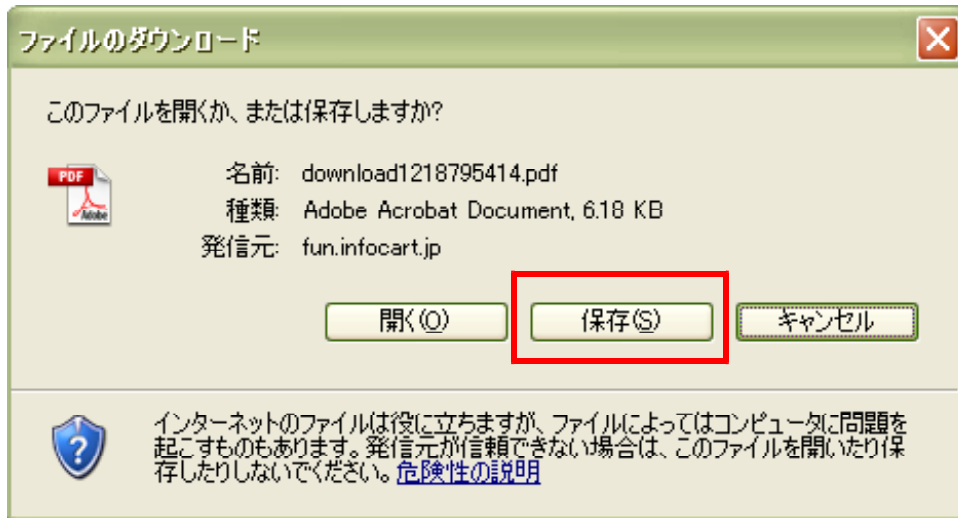 ファイルのダウンロード
このファイルを開くか、または保存しますか?
PDF
Adobe
名前: download1218795414.pdf
種類: Adobe Acrobat Document, 6.18 KB
発信元: fun.infocart.jp
開く(O) 保存(S) キャンセル
インターネットのファイルは役に立ちますが、ファイルによってはコンピュータに問題を
起こすものもあります。発信元が信頼できない場合は、このファイルを開いたり保
存したりしないでください。危険性の説明